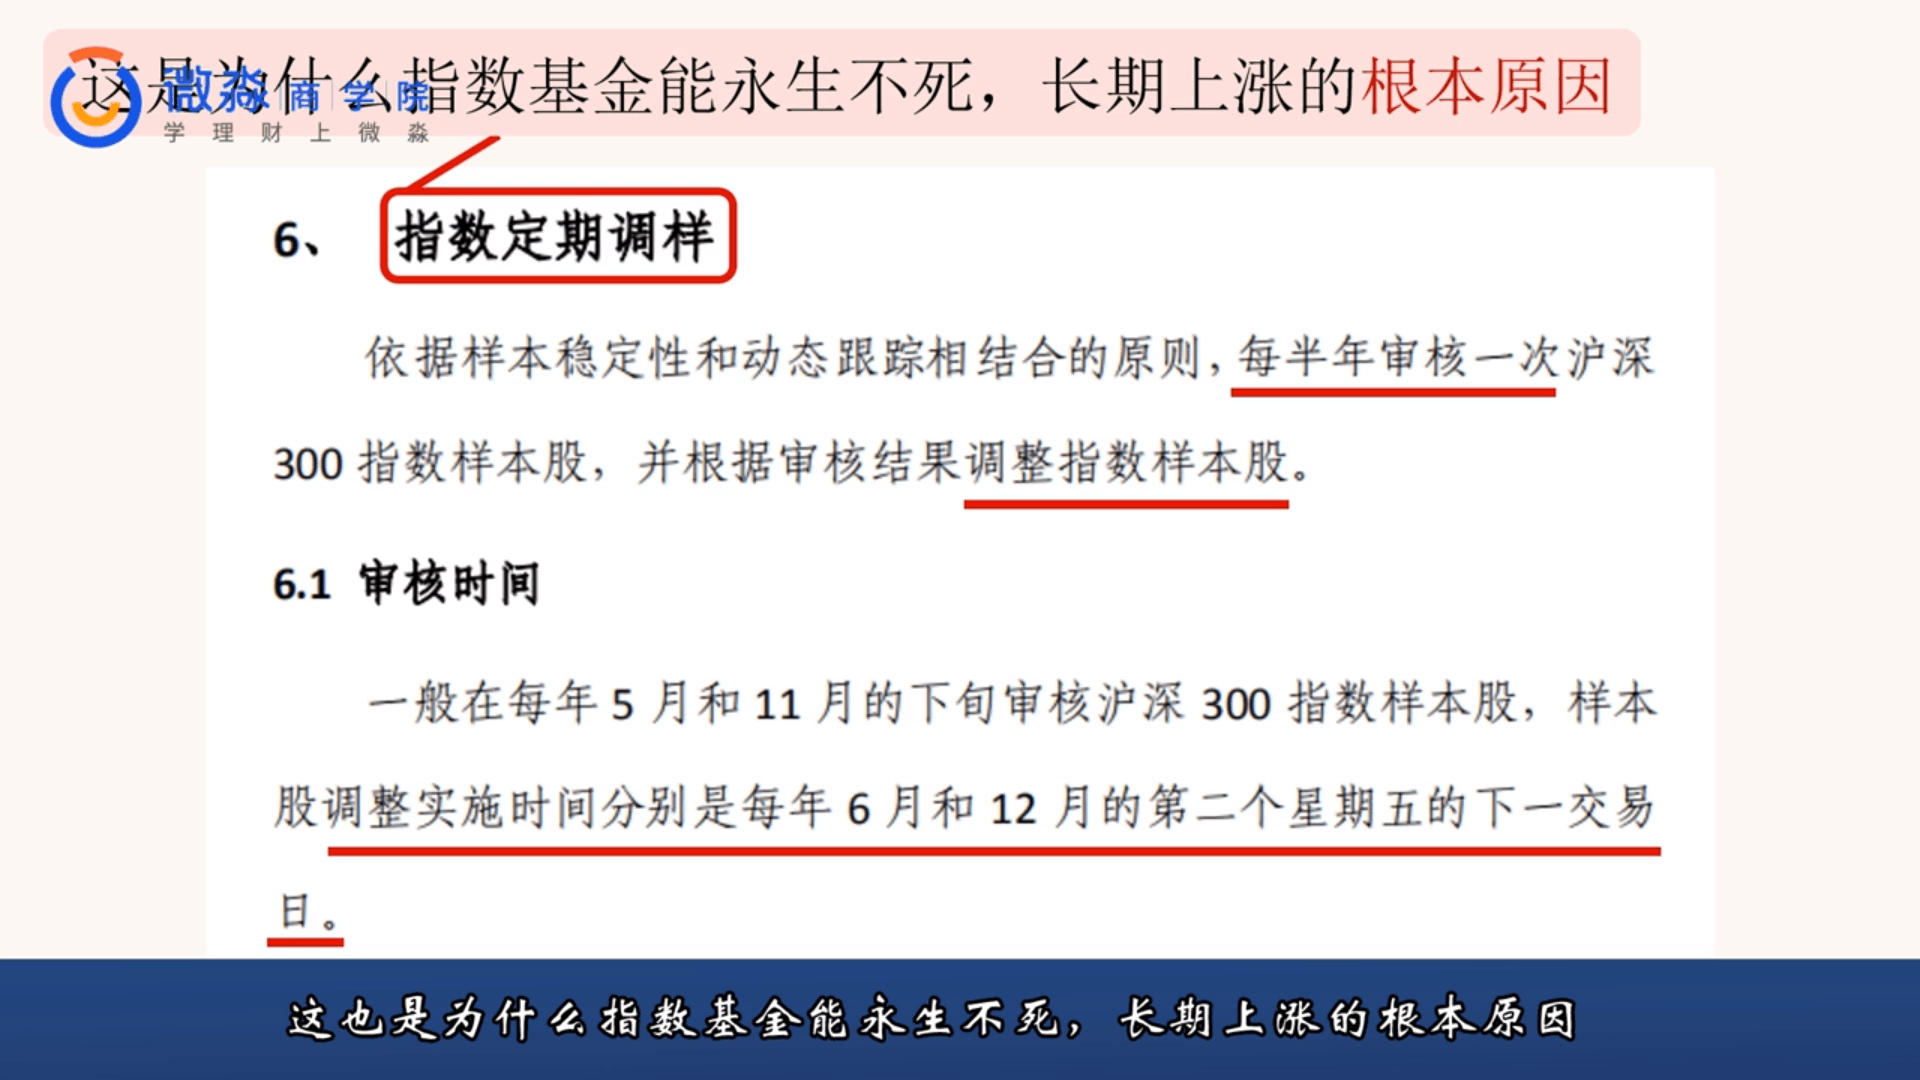 这是为什么指数基金能永生不死，长期上涨的根本原因
微淼 商学院
学理财上微淼
6、 指数定期调样
依据样本稳定性和动态跟踪相结合的原则，每半年审核一次沪深
300 指数样本股，并根据审核结果调整指数样本股。
6.1 审核时间
一般在每年 5 月和 11 月的下旬审核沪深 300 指数样本股，样本
股调整实施时间分别是每年 6 月和 12 月的第二个星期五的下一交易
日。
这也是为什么指数基金能永生不死，长期上涨的根本原因